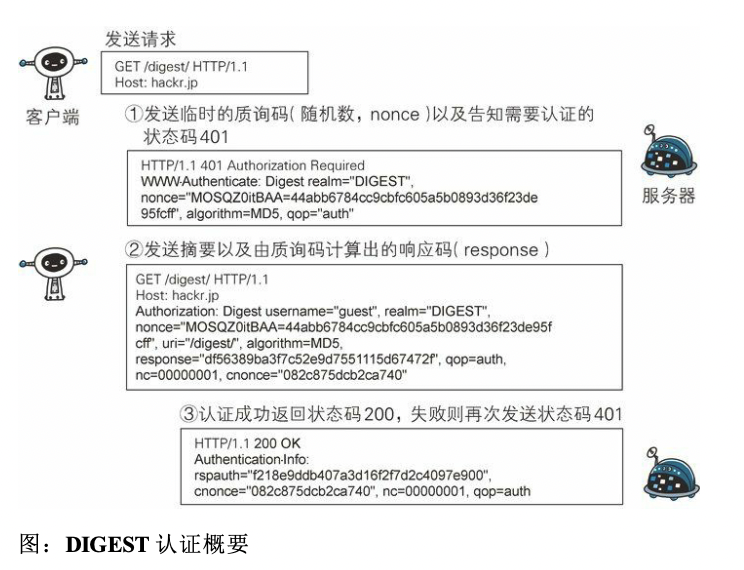 发送请求
GET /digest/ HTTP/1.1
Host: hackr.jp
客户端
①发送临时的质询码(随机数，nonce)以及告知需要认证的
状态码401
HTTP/1.1 401 Authorization Required
WWW-Authenticate: Digest realm="DIGEST",
nonce="MOSQZ0itBAA=44abb6784cc9cbfc605a5b0893d36f23de
95fcff", algorithm=MD5, qop="auth"
服务器
②发送摘要以及由质询码计算出的响应码(response)
GET /digest/ HTTP/1.1
Host: hackr.jp
Authorization: Digest username="guest", realm="DIGEST",
nonce="MOSQZ0itBAA=44abb6784cc9cbfc605a5b0893d36f23de95f
cff", uri="/digest/", algorithm=MD5,
response="df56389ba3f7c52e9d7551115d67472f", qop=auth,
nc=00000001, cnonce="082c875dcb2ca740"
③认证成功返回状态码200，失败则再次发送状态码401
HTTP/1.1 200 OK
Authentication-Info:
rspauth="f218e9ddb407a3d16f2f7d2c4097e900",
cnonce="082c875dcb2ca740", nc=00000001, qop=auth
图：DIGEST 认证概要